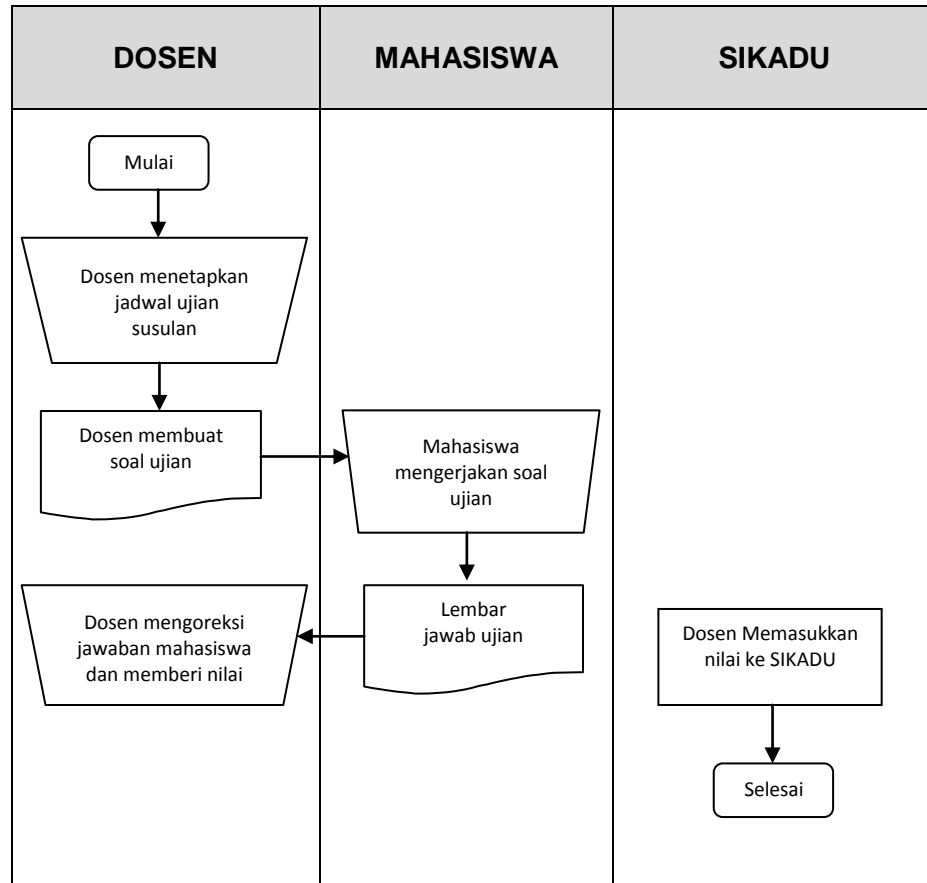 DOSEN
MAHASISWA
SIKADU
Mulai
Dosen menetapkan
jadwal ujian
susulan
Dosen membuat
soal ujian
Mahasiswa
mengerjakan soal
ujian
Lembar
jawab ujian
Dosen mengoreksi
jawaban mahasiswa
dan memberi nilai
Dosen Memasukkan
nilai ke SIKADU
Selesai